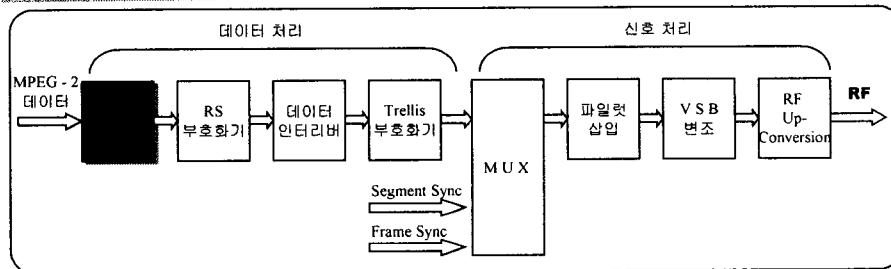 데이터 처리
신호 처리
MPEG - 2
데이터
RS
부호화기
데이터
인터리버
Trellis
부호화기
M U X
파일럿
삽입
V S B
변조
RF
Up-
Conversion
RF
Segment Sync
Frame Sync